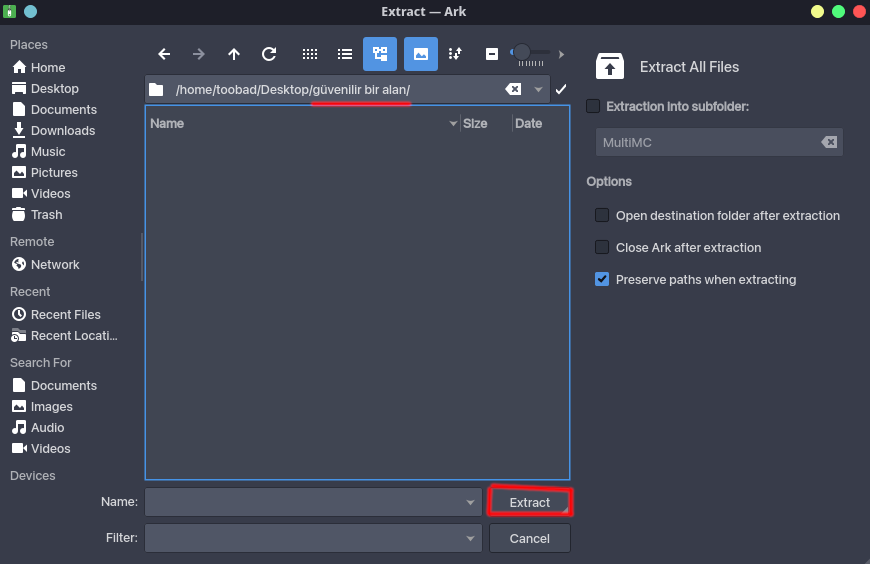 Extract — Ark
Places
Home
Desktop
Documents
Downloads
Music
Pictures
Videos
Trash
Remote
Network
Recent
Recent Files
Recent Locati...
Search For
Documents
Images
Audio
Videos
Devices
/home/toobad/Desktop/güvenilir bir alan/
Name Size Date
Name:
Extract
Filter:
Cancel
Extract All Files
Extraction into subfolder:
MultiMC
Options
Open destination folder after extraction
Close Ark after extraction
Preserve paths when extracting